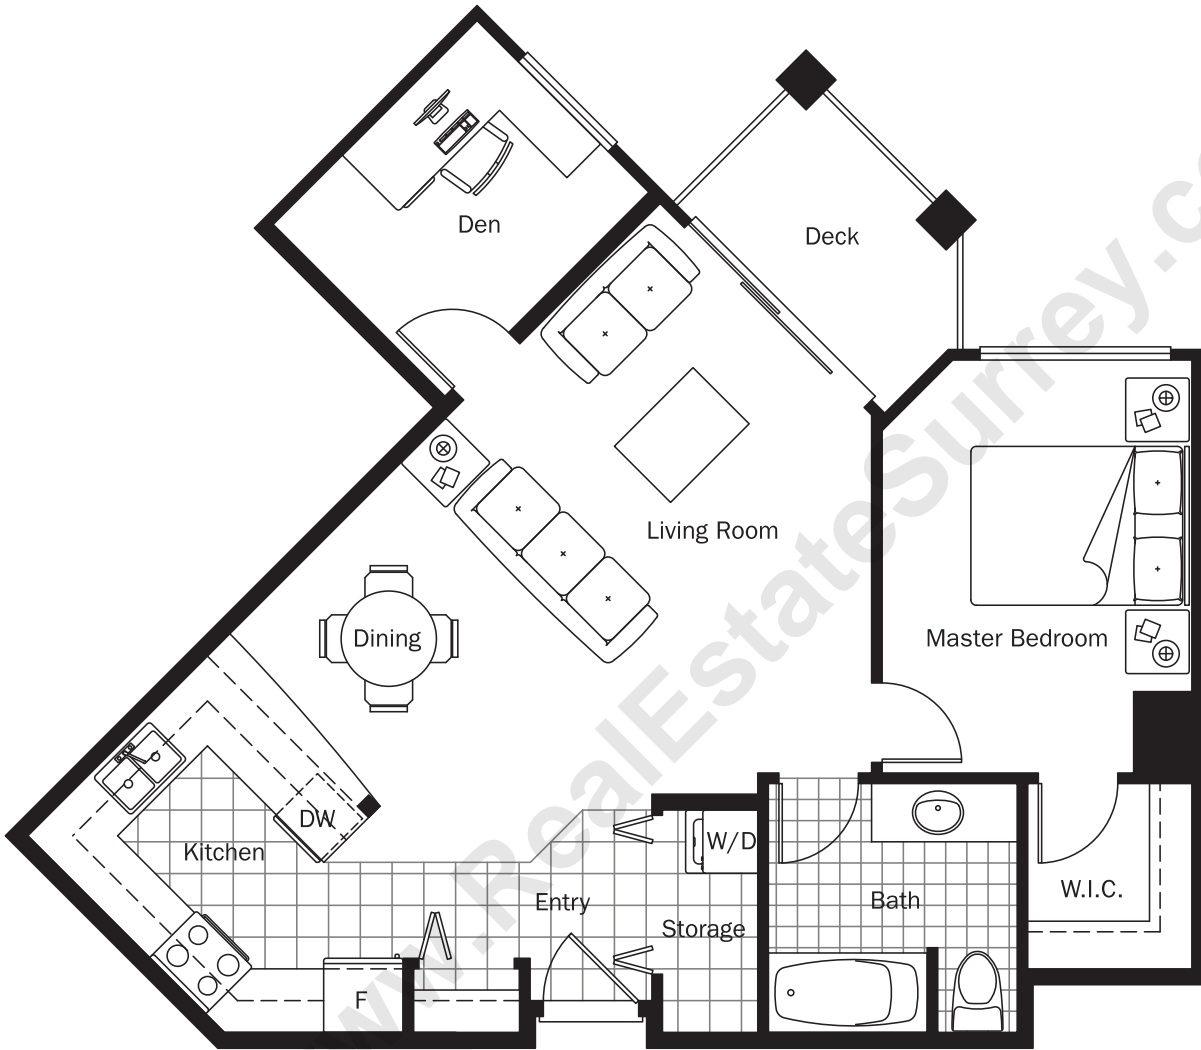 Den
Deck
Living Room
Dining
Master Bedroom
DW
Kitchen
W/D
Entry
Storage
Bath
W.I.C.
F
www.RealEstateSurrey.c